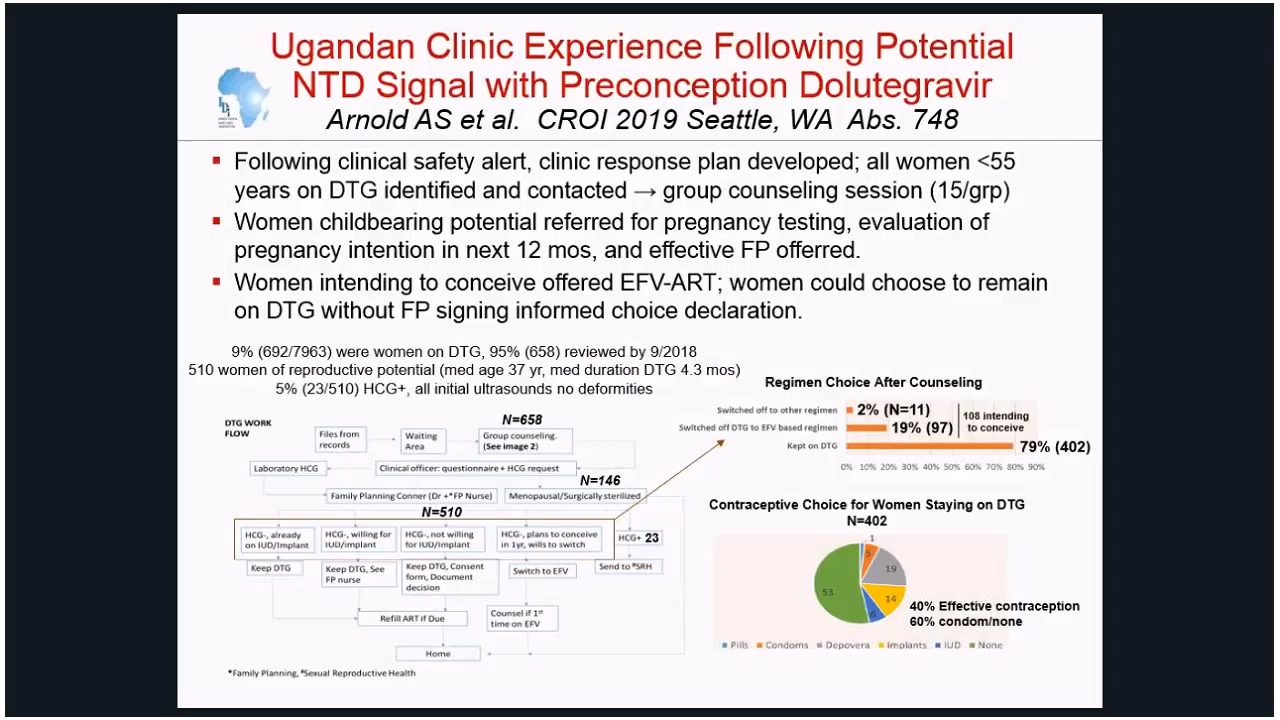 Ugandan Clinic Experience Following Potential
NTD Signal with Preconception Dolutegravir
Arnold AS et al. CROI 2019 Seattle, WA Abs. 748
▪ Following clinical safety alert, clinic response plan developed; all women <55
years on DTG identified and contacted → group counseling session (15/grp)
▪ Women childbearing potential referred for pregnancy testing, evaluation of
pregnancy intention in next 12 mos, and effective FP offerred.
▪ Women intending to conceive offered EFV-ART; women could choose to remain
on DTG without FP signing informed choice declaration.
9% (692/7963) were women on DTG, 95% (658) reviewed by 9/2018
510 women of reproductive potential (med age 37 yr, med duration DTG 4.3 mos)
5% (23/510) HCG+, all initial ultrasounds no deformities
DTG WORK
FLOW
N=658
Files from
records
Waiting
Area
Group counseling.
(See image 2)
Laboratory HCG
Clinical officer: questionnaire + HCG request
N=146
Family Planning Conner (Dr +*FP Nurse)
Menopausal/Surgically sterilized
N=510
HCG-, already
on IUD/Implant
HCG-, willing for
IUD/implant
HCG-, not willing
for IUD/implant
HCG-, plans to conceive
in 1yr, wills to switch
HCG+ 23
Keep DTG
Keep DTG, See
FP nurse
Keep DTG, Consent
form, Document
decision
Switch to EFV
Send to #SRH
Refill ART if Due
Counsel if 1st
time on EFV
Home
*Family Planning, #Sexual Reproductive Health
Regimen Choice After Counseling
Switched off to other regimen
2% (N=11)
Switched off DTG to EFV based regimen
19% (97)
108 intending
to conceive
Kept on DTG
79% (402)
0% 10% 20% 30% 40% 50% 60% 70% 80% 90%
Contraceptive Choice for Women Staying on DTG
N=402
1
5
19
14
6
53
40% Effective contraception
60% condom/none
Pills Condoms Depovera Implants IUD None